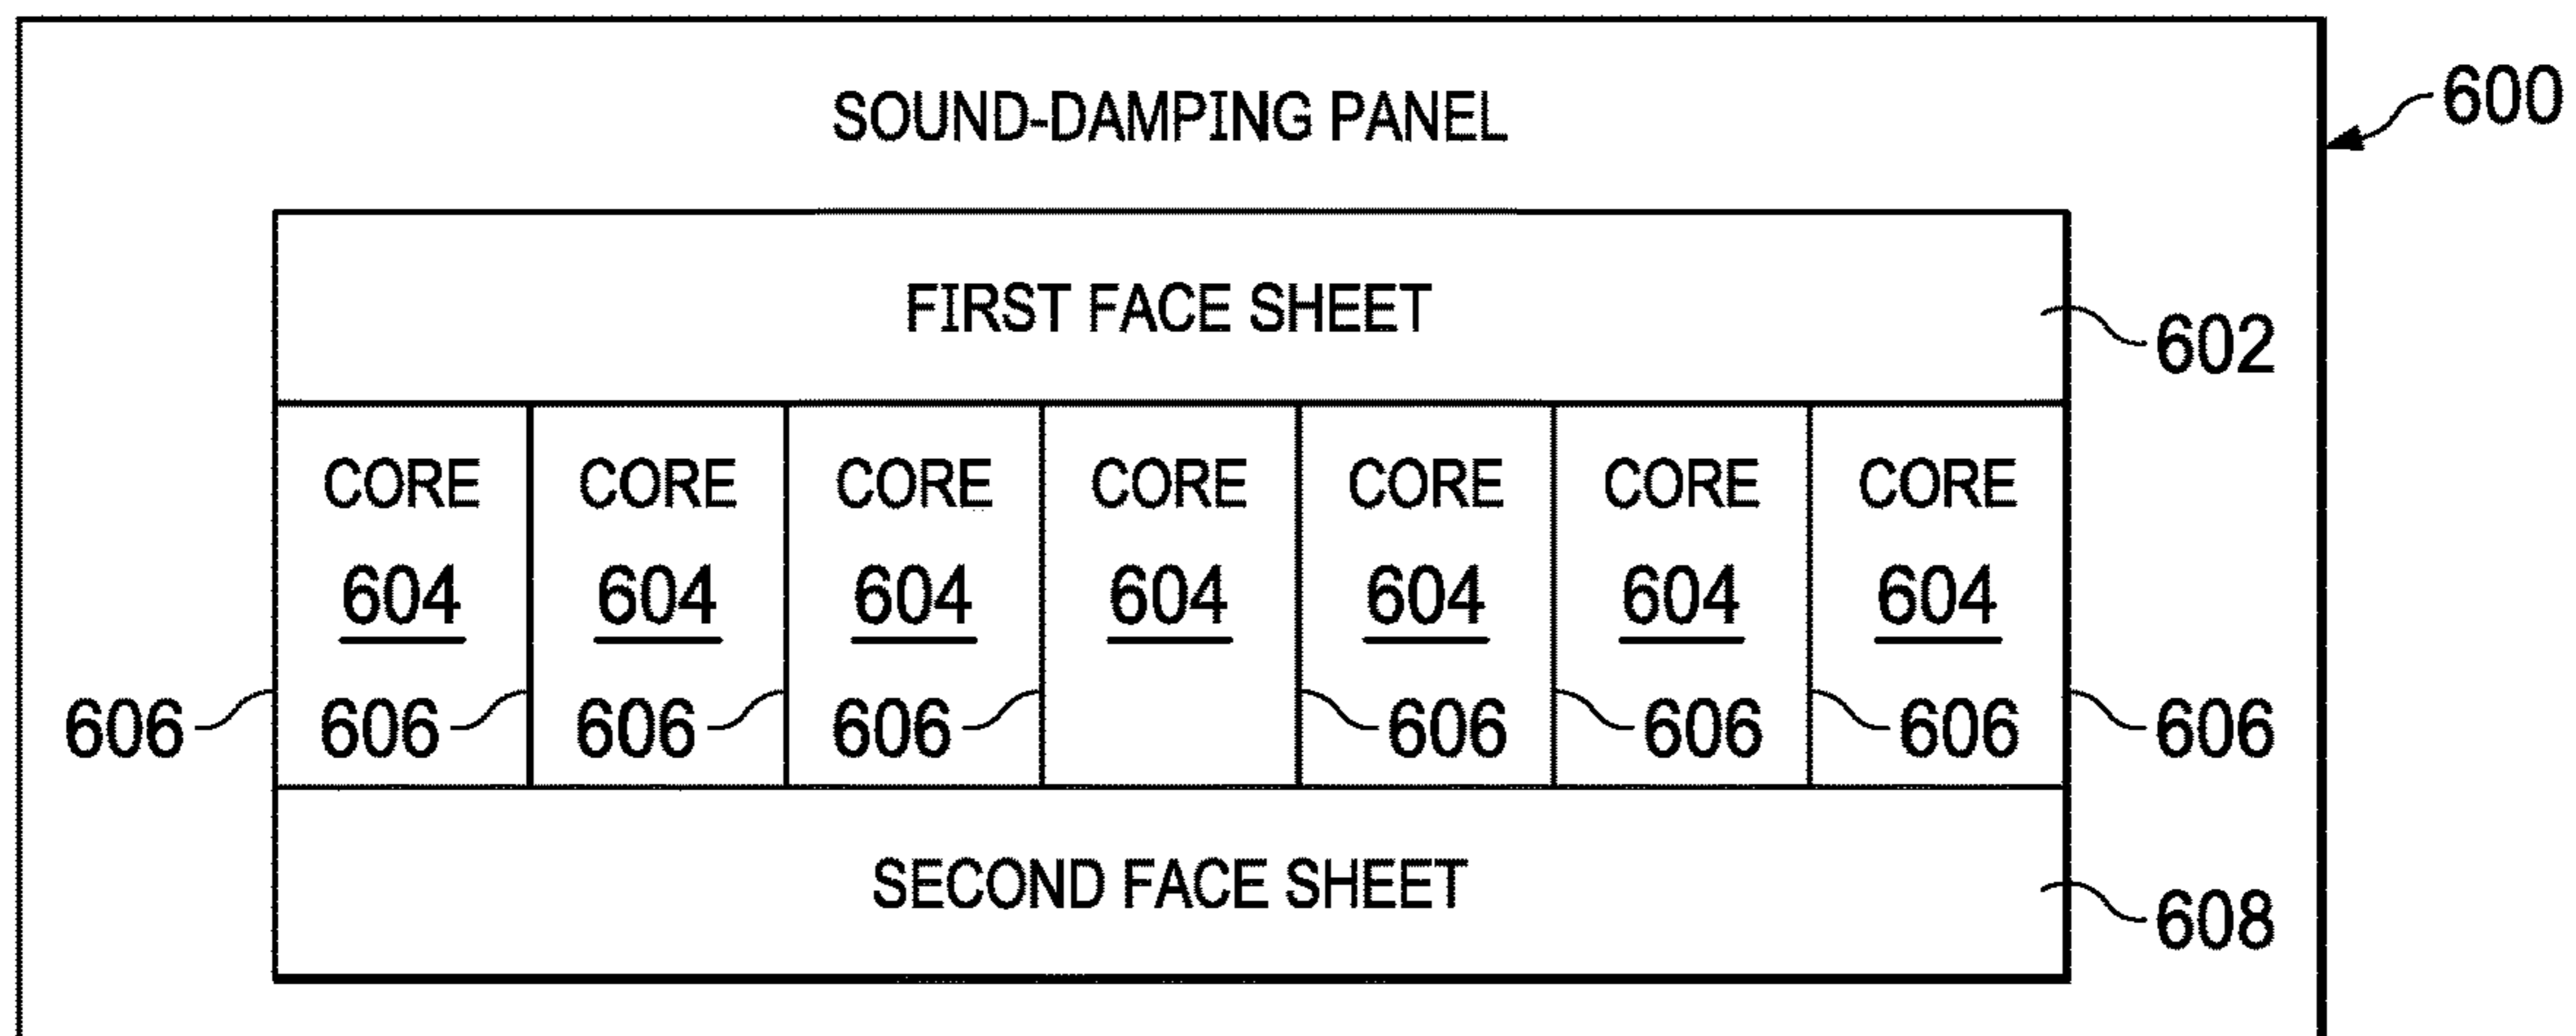 600
SOUND-DAMPING PANEL
FIRST FACE SHEET
602
CORE CORE CORE CORE CORE CORE CORE
604 604 604 604 604 604 604
606 606 606 606 606 606 606 606
SECOND FACE SHEET
608